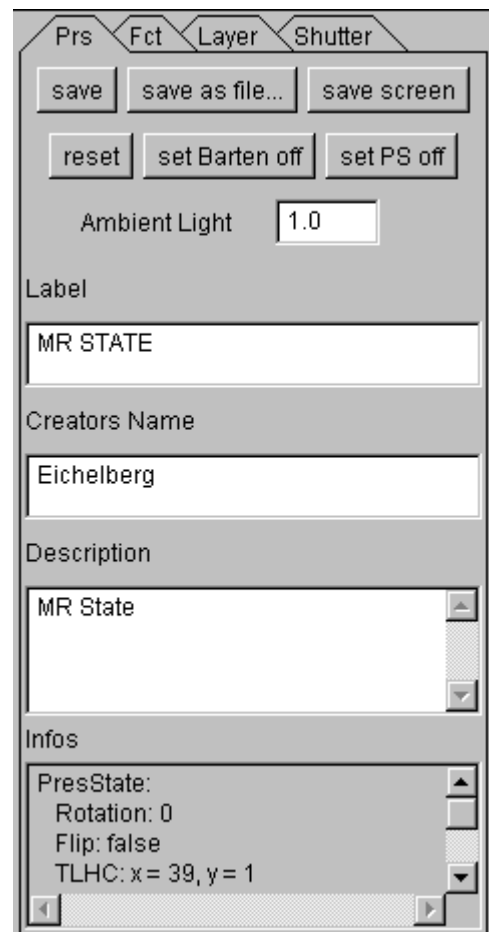 Prs Fct Layer Shutter
save save as file... save screen
reset set Barten off set PS off
Ambient Light 1.0
Label
MR STATE
Creators Name
Eichelberg
Description
MR State
Infos
PresState:
Rotation: 0
Flip: false
TLHC: x = 39, y = 1